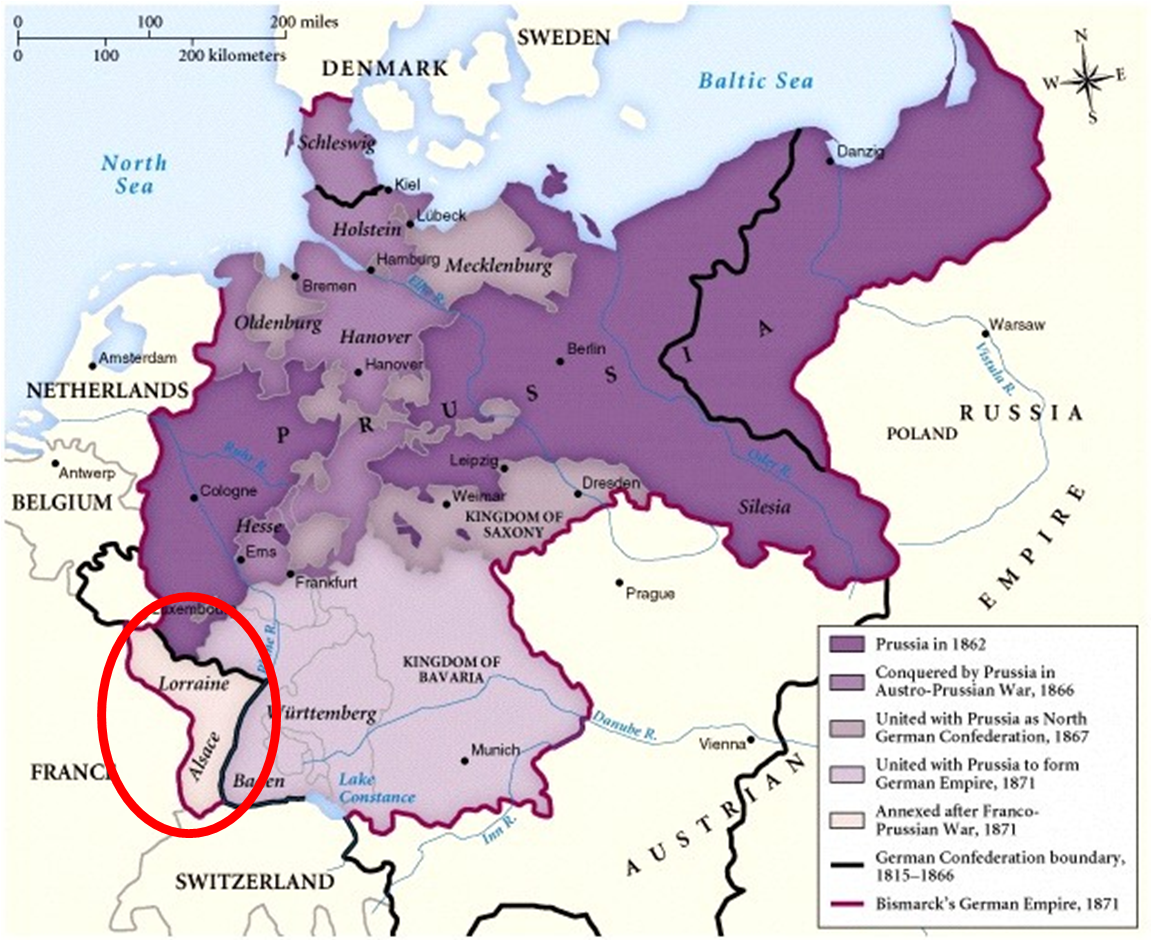 0 100 200 miles
0 100 200 kilometers
SWEDEN
DENMARK
Baltic Sea
N
W E
S
North
Sea
Schleswig
Danzig
Kiel
Lübeck
Holstein
Hamburg
Mecklenburg
Bremen
Elbe R.
Oldenburg
Hanover
Hanover
Berlin
Warsaw
Amsterdam
NETHERLANDS
Vistula R.
P R U S S I A
RUSSIA
POLAND
EMPIRE
Ruhr R.
Antwerp
BELGIUM
Cologne
Leipzig
Oder R.
Weimar
Dresden
KINGDOM OF
SAXONY
Silesia
Hesse
Ems
Frankfurt
Prague
Luxembourg
Rhine R.
KINGDOM OF
BAVARIA
Lorraine
Württemberg
Alsace
Danube R.
Vienna
Munich
FRANCE
Baden
Lake
Constance
Inn R.
AUSTRIAN
SWITZERLAND
Prussia in 1862
Conquered by Prussia in
Austro-Prussian War, 1866
United with Prussia as North
German Confederation, 1867
United with Prussia to form
German Empire, 1871
Annexed after Franco-
Prussian War, 1871
German Confederation boundary,
1815–1866
Bismarck's German Empire, 1871